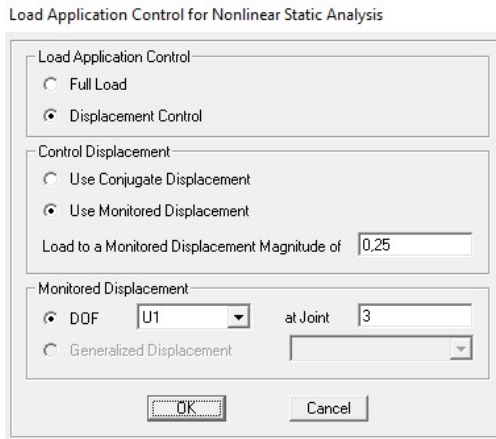 Load Application Control for Nonlinear Static Analysis
Load Application Control
Full Load
Displacement Control
Control Displacement
Use Conjugate Displacement
Use Monitored Displacement
Load to a Monitored Displacement Magnitude of 0,25
Monitored Displacement
DOF U1 at Joint 3
Generalized Displacement
OK Cancel